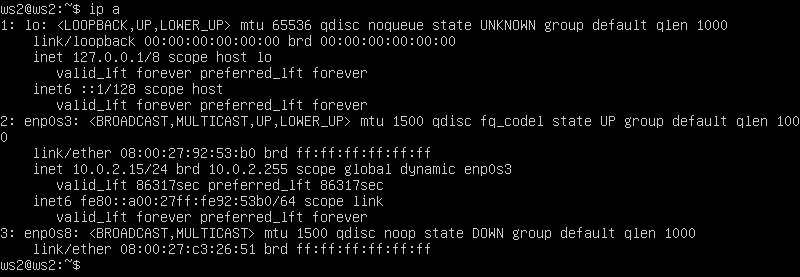 ws2@ws2:~$ ip a
1: lo: <LOOPBACK,UP,LOWER_UP> mtu 65536 qdisc noqueue state UNKNOWN group default qlen 1000
    link/loopback 00:00:00:00:00:00 brd 00:00:00:00:00:00
    inet 127.0.0.1/8 scope host lo
       valid_lft forever preferred_lft forever
    inet6 ::1/128 scope host
       valid_lft forever preferred_lft forever
2: enp0s3: <BROADCAST,MULTICAST,UP,LOWER_UP> mtu 1500 qdisc fq_codel state UP group default qlen 100
0
    link/ether 08:00:27:92:53:b0 brd ff:ff:ff:ff:ff:ff
    inet 10.0.2.15/24 brd 10.0.2.255 scope global dynamic enp0s3
       valid_lft 86317sec preferred_lft 86317sec
    inet6 fe80::a00:27ff:fe92:53b0/64 scope link
       valid_lft forever preferred_lft forever
3: enp0s8: <BROADCAST,MULTICAST> mtu 1500 qdisc noop state DOWN group default qlen 1000
    link/ether 08:00:27:c3:26:51 brd ff:ff:ff:ff:ff:ff
ws2@ws2:~$